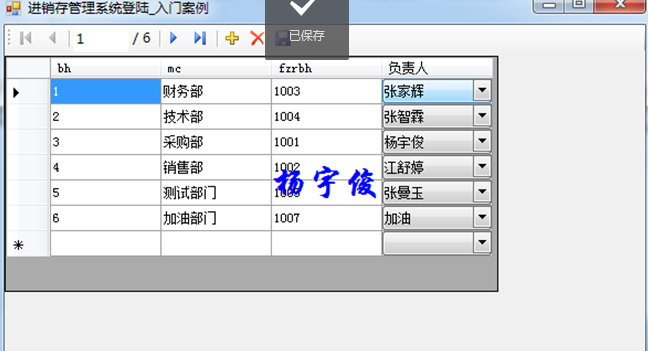 进销存管理系统登陆_入门案例
已保存
1 / 6
bh mc fzrbh 负责人
1 财务部 1003 张家辉
2 技术部 1004 张智霖
3 采购部 1001 杨宇俊
4 销售部 1002 江舒婷
杨宇俊
5 测试部门 张曼玉
6 加油部门 1007 加油